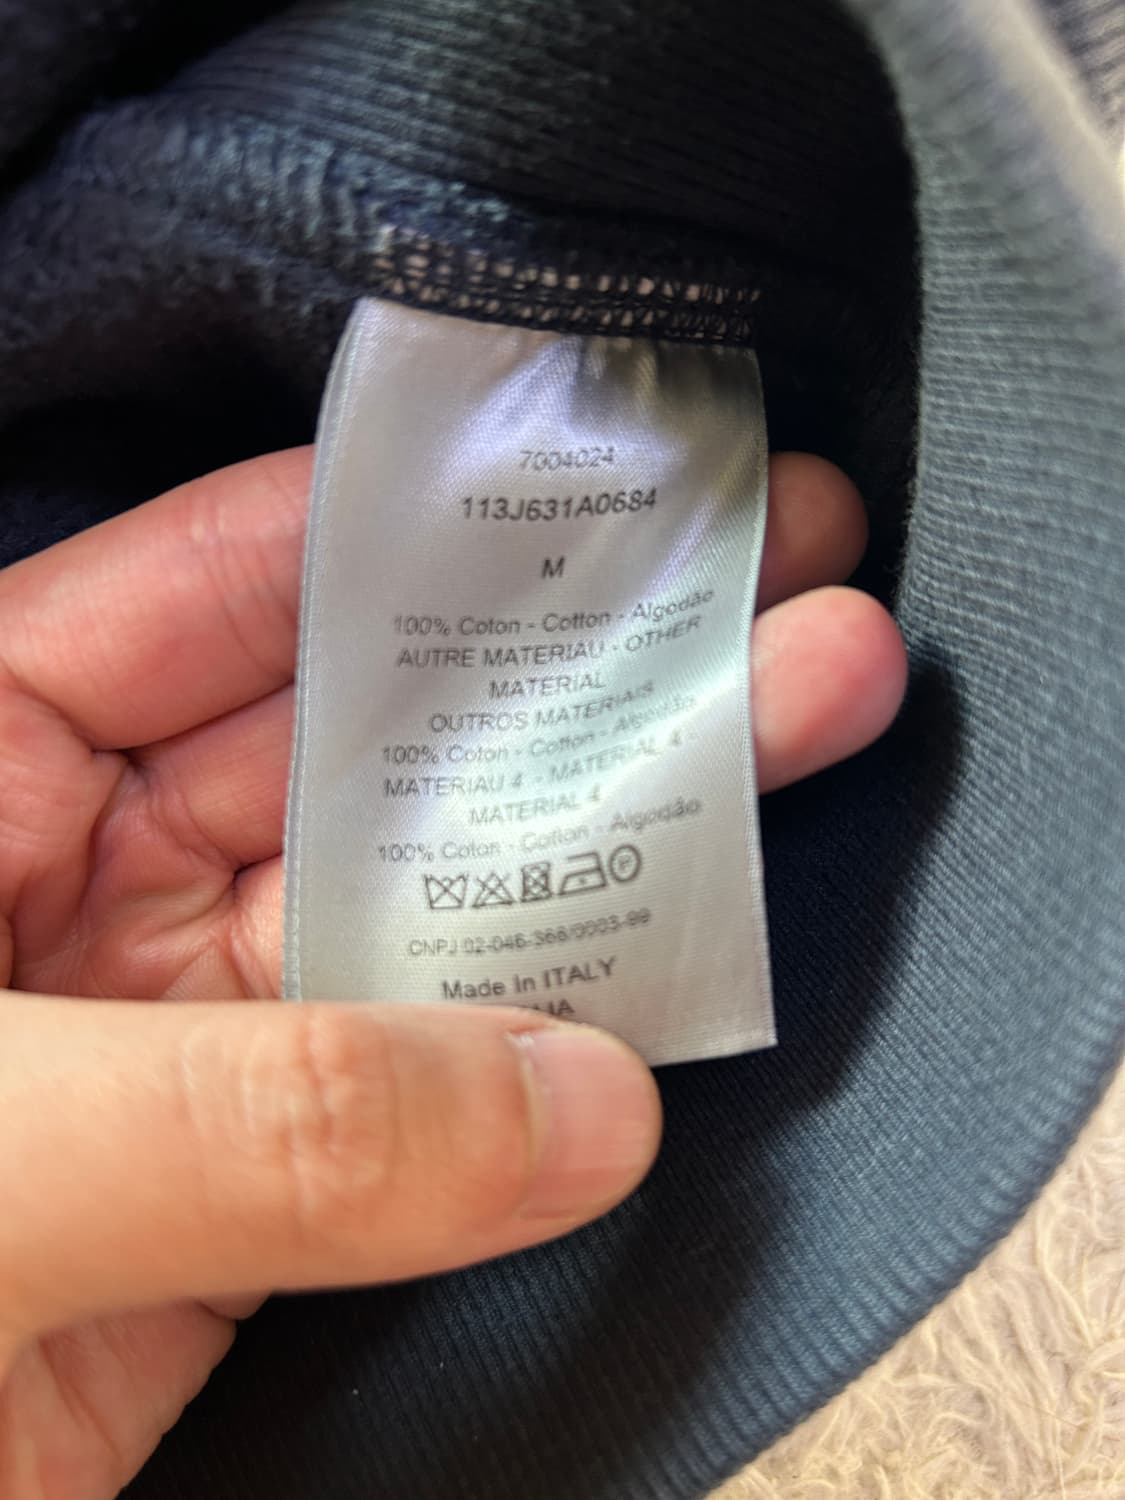 7004024
113J631A0684
M
100% Coton - Cotton - Algodão
AUTRE MATERIAU - OTHER
MATERIAL
OUTROS MATERIAIS
100% Coton - Cotton - Algodão
MATERIAU 4 - MATERIAL 4 -
MATERIAL 4
100% Coton - Cotton - Algodão
P
CNPJ 02-046-366/0003-99
Made In ITALY